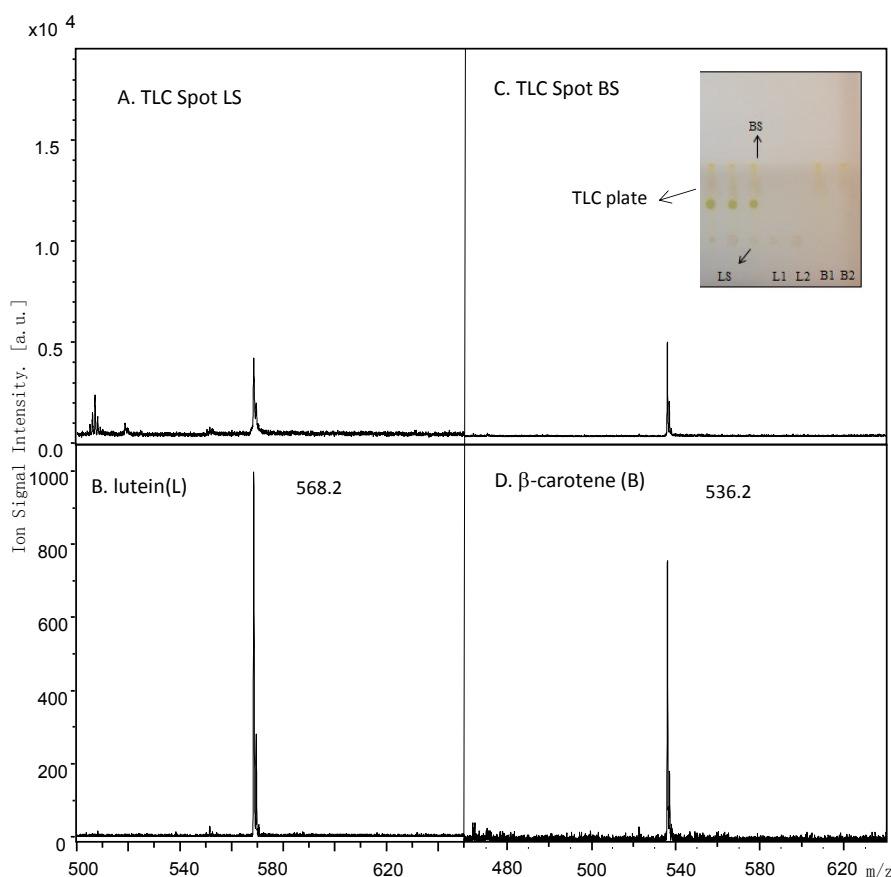 x10 4
A. TLC Spot LS
C. TLC Spot BS
BS
TLC plate
LS L1 L2 B1 B2
1.5
1.0
0.5
0.0
Ion Signal Intensity. [a.u.]
B. lutein(L)
568.2
D. β-carotene (B)
536.2
1000
800
600
400
200
0
500 540 580 620 480 500 540 580 620 m/z